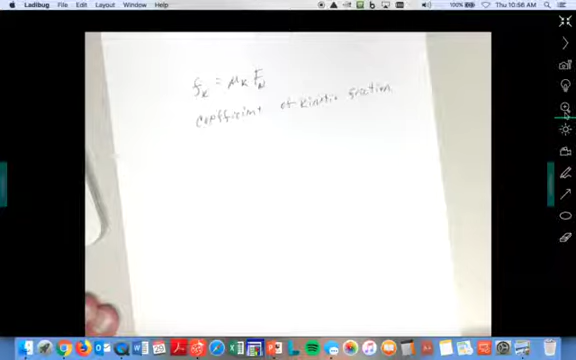 Ladibug File Edit Layout Window Help 100% Thu 10:56 AM
fK = μK FN
coefficient of kinetic friction